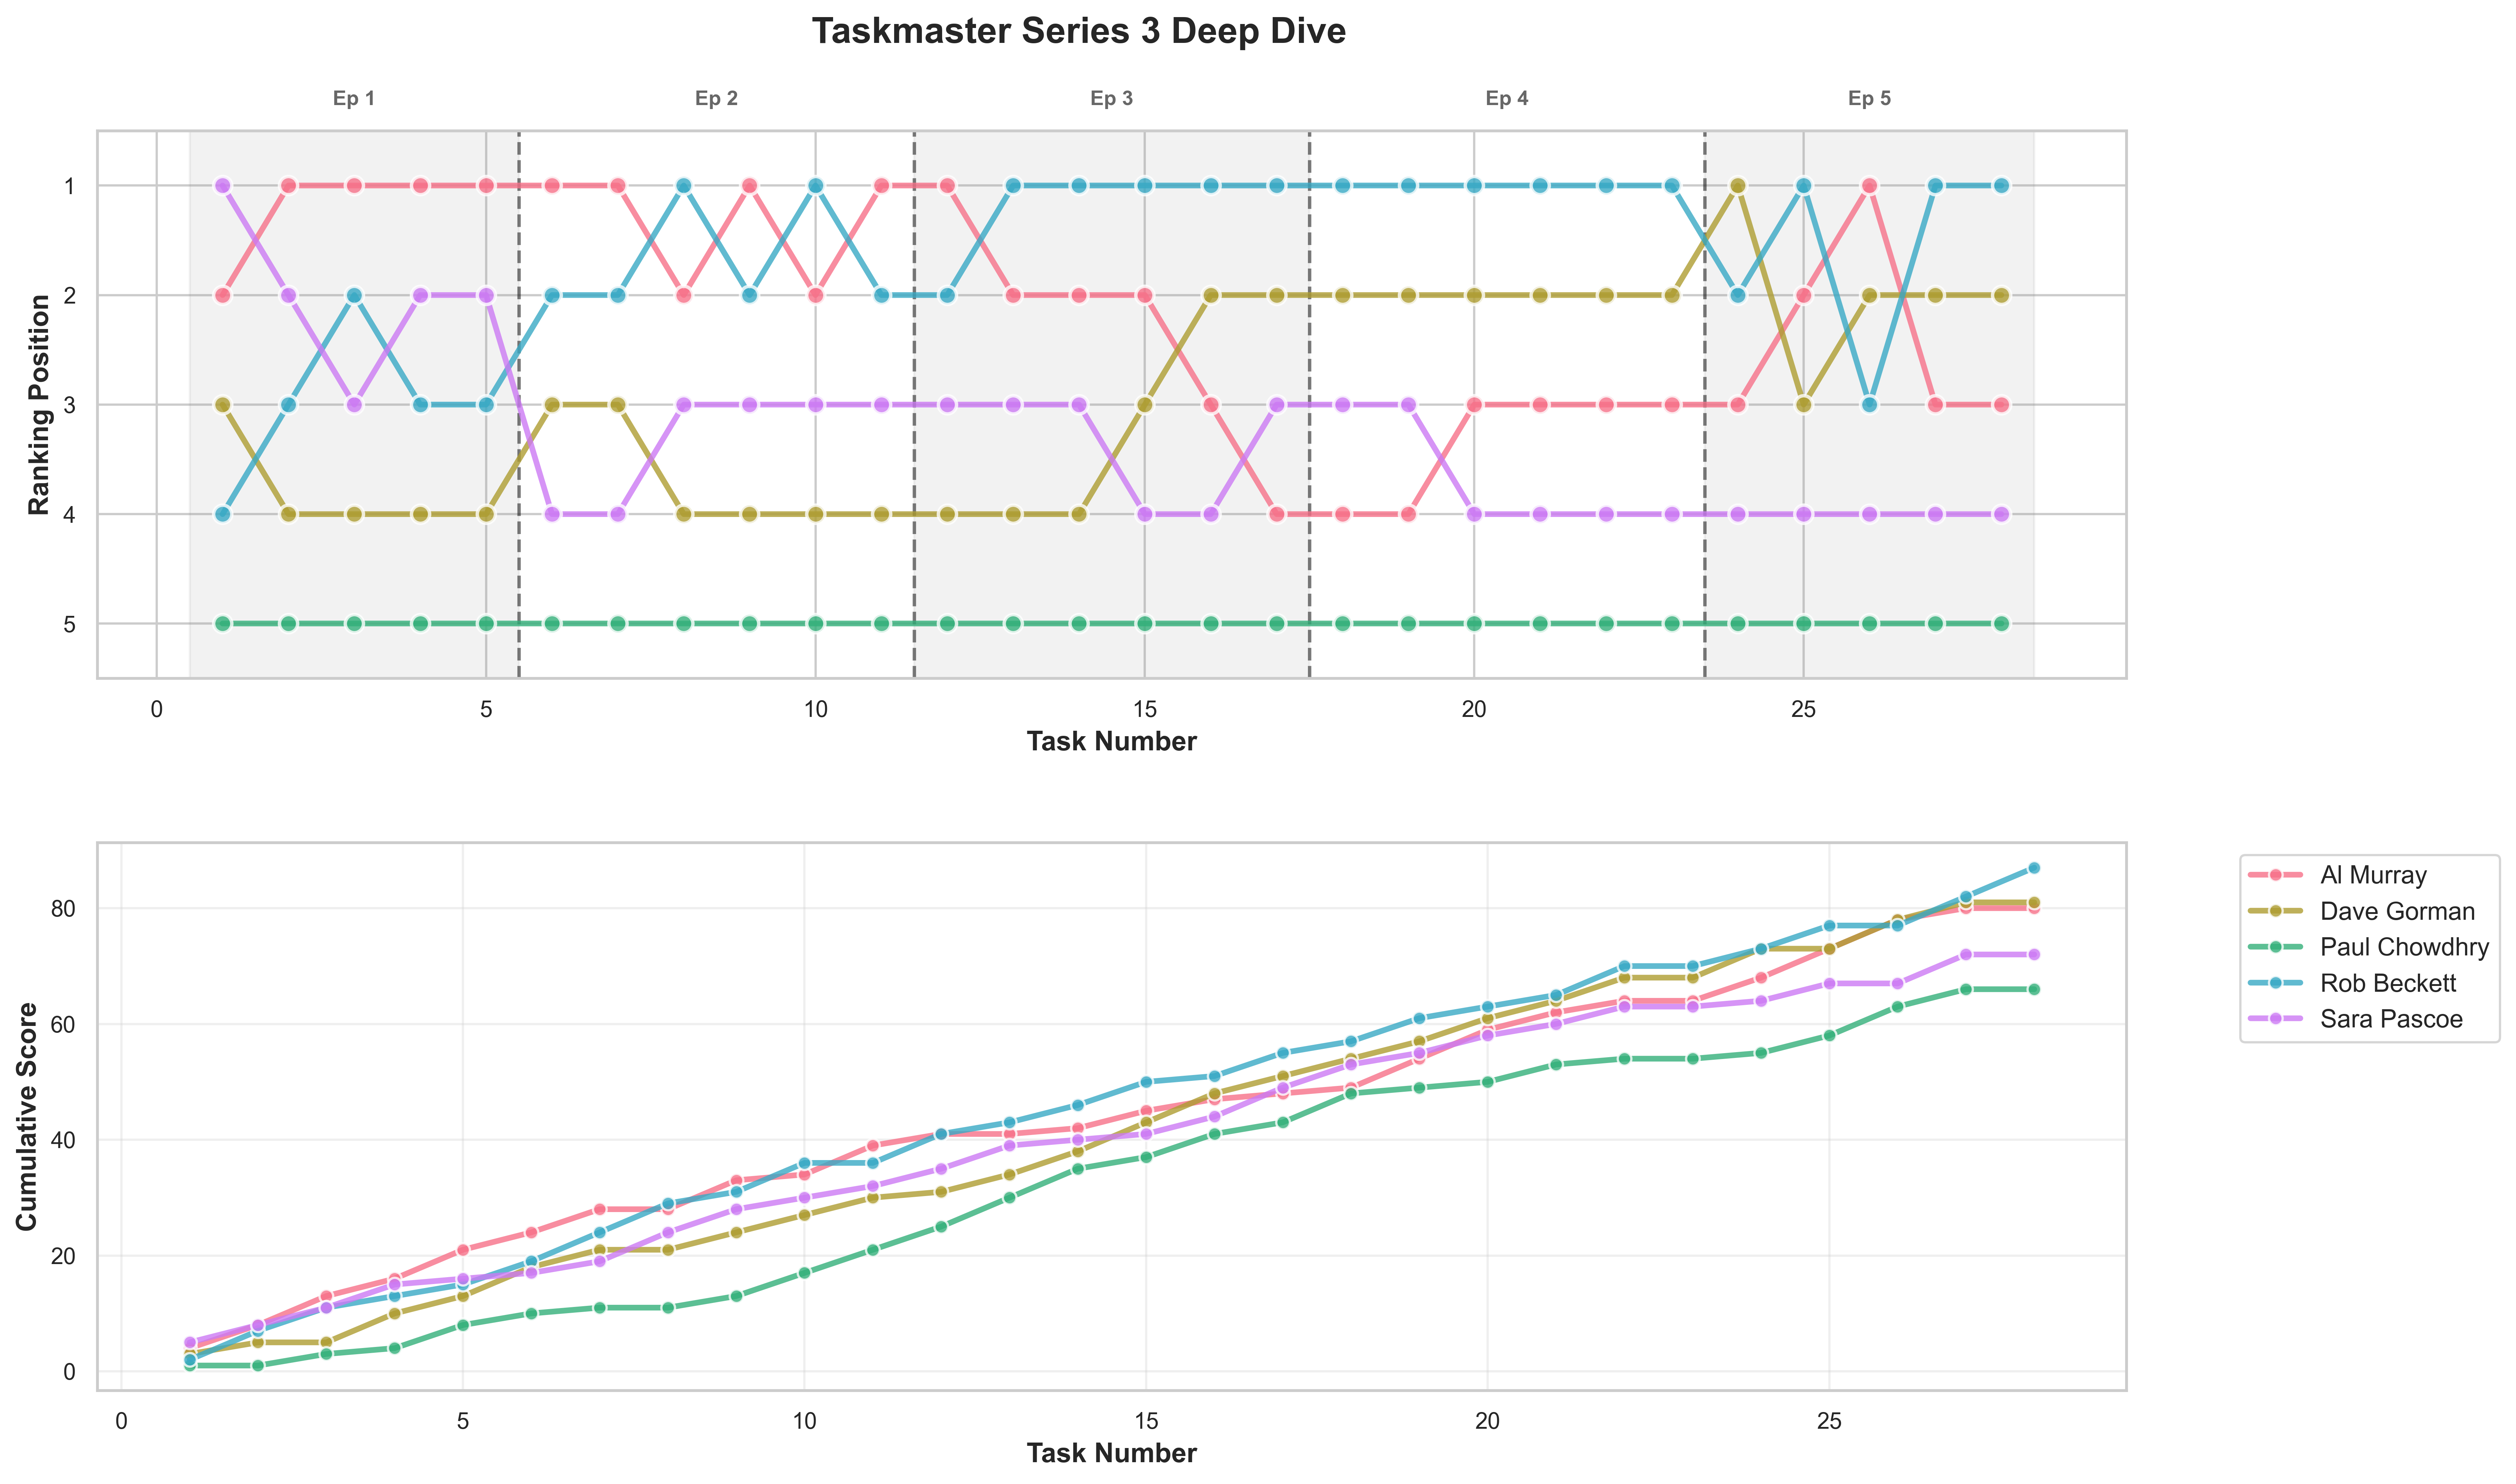 Taskmaster Series 3 Deep Dive
Ep 1
Ep 2
Ep 3
Ep 4
Ep 5
Ranking Position
1
2
3
4
5
0
5
10
15
20
25
Task Number
Cumulative Score
80
60
40
20
0
0
5
10
15
20
25
Task Number
Al Murray
Dave Gorman
Paul Chowdhry
Rob Beckett
Sara Pascoe